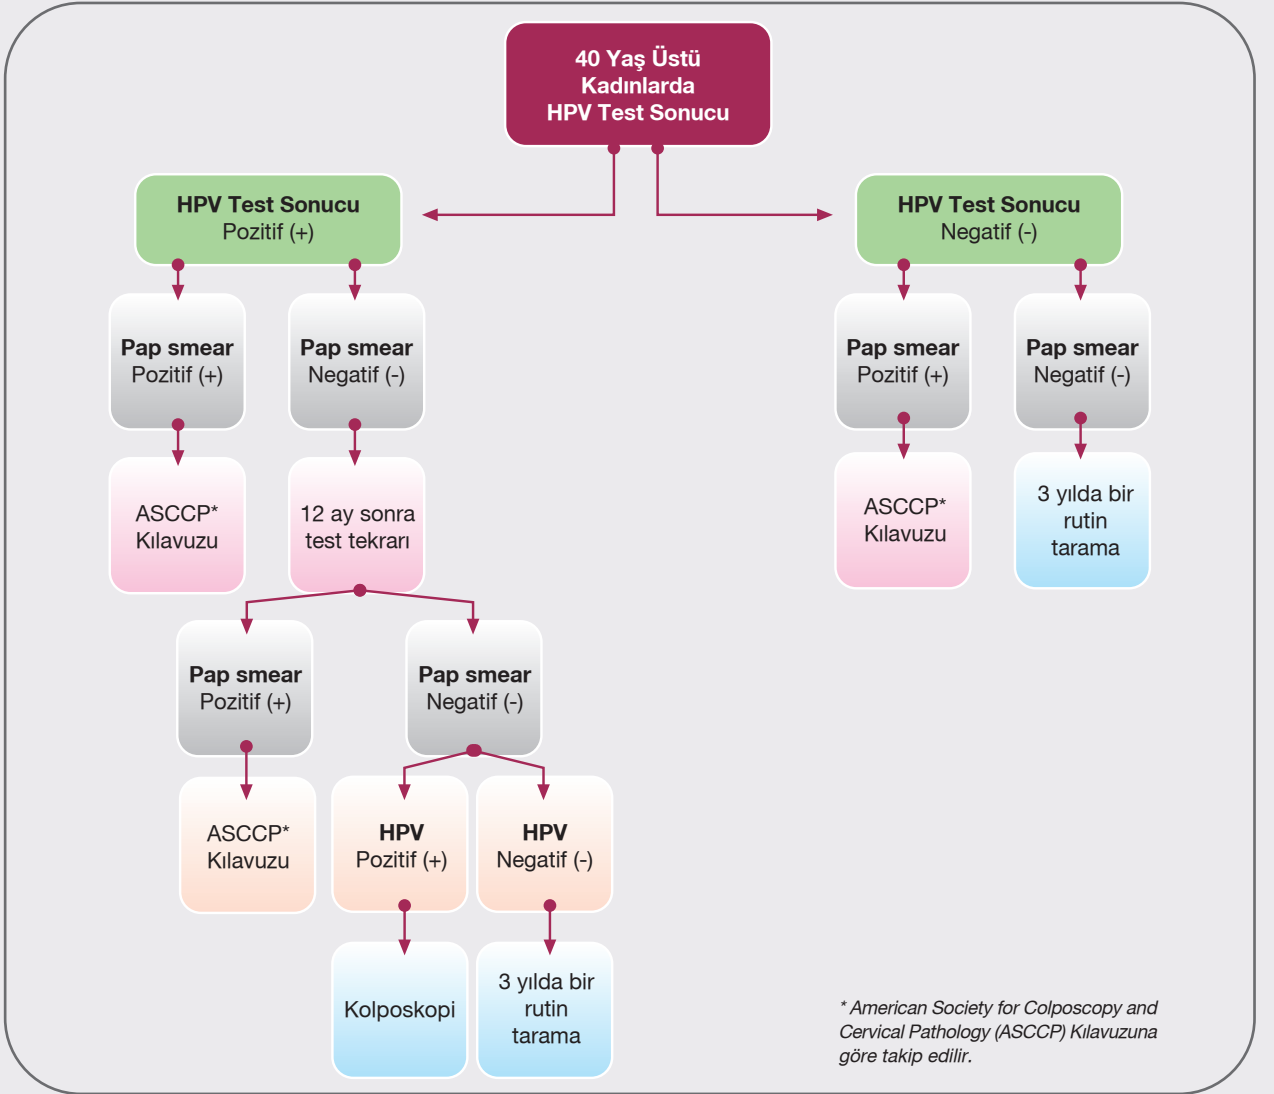 40 Yaş Üstü
Kadınlarda
HPV Test Sonucu
HPV Test Sonucu
Pozitif (+)
HPV Test Sonucu
Negatif (-)
Pap smear
Pozitif (+)
Pap smear
Negatif (-)
Pap smear
Pozitif (+)
Pap smear
Negatif (-)
ASCCP*
Kılavuzu
12 ay sonra
test tekrarı
ASCCP*
Kılavuzu
3 yılda bir
rutin
tarama
Pap smear
Pozitif (+)
Pap smear
Negatif (-)
ASCCP*
Kılavuzu
HPV
Pozitif (+)
HPV
Negatif (-)
Kolposkopi
3 yılda bir
rutin
tarama
* American Society for Colposcopy and
Cervical Pathology (ASCCP) Kılavuzuna
göre takip edilir.